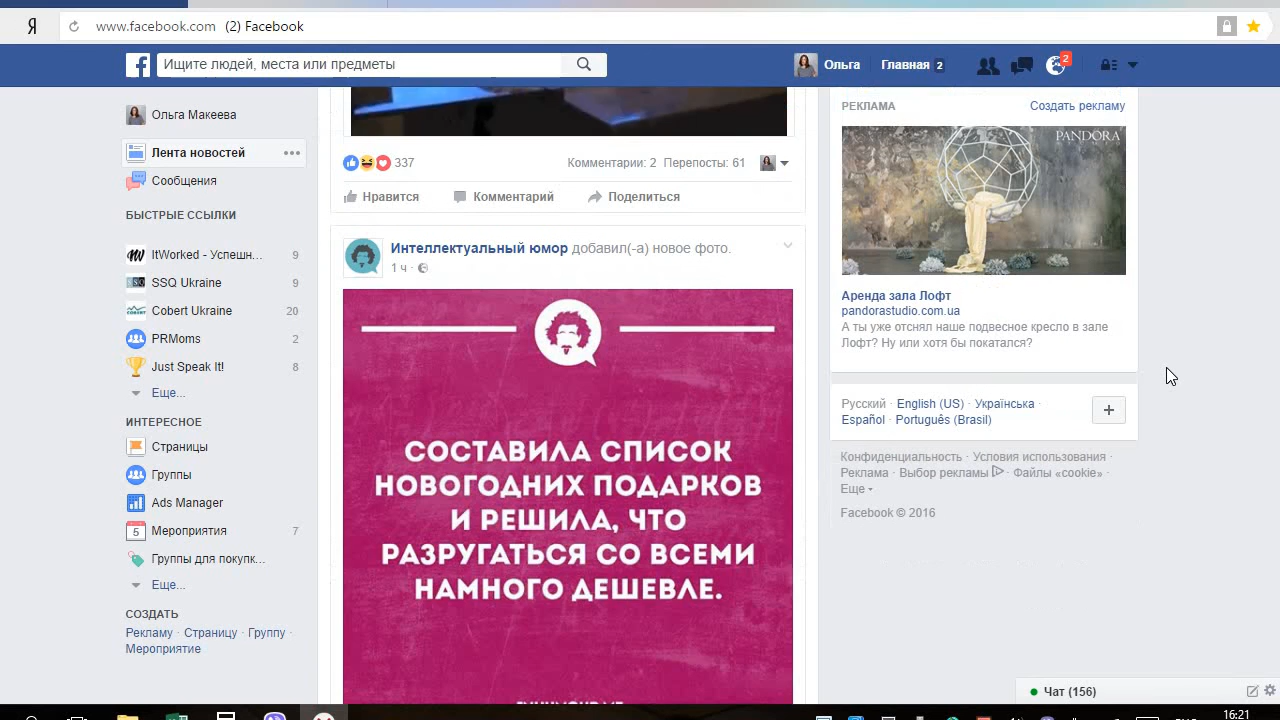 Я
www.facebook.com (2) Facebook
Ищите людей, места или предметы
Ольга
Главная 2
2
Ольга Макеева
Лента новостей
Сообщения
БЫСТРЫЕ ССЫЛКИ
ItWorked - Успешн... 9
SSQ Ukraine 9
Cobert Ukraine 20
PRMoms 2
Just Speak It! 8
Еще...
ИНТЕРЕСНОЕ
Страницы
Группы
Ads Manager
5 Мероприятия 7
Группы для покупк...
Еще...
СОЗДАТЬ
Рекламу · Страницу · Группу ·
Мероприятие
337
Комментарии: 2 Перепосты: 61
Нравится Комментарий Поделиться
Интеллектуальный юмор добавил(-а) новое фото.
1 ч ·
СОСТАВИЛА СПИСОК
НОВОГОДНИХ ПОДАРКОВ
И РЕШИЛА, ЧТО
РАЗРУГАТЬСЯ СО ВСЕМИ
НАМНОГО ДЕШЕВЛЕ.
РЕКЛАМА Создать рекламу
PANDORA
Аренда зала Лофт
pandorastudio.com.ua
А ты уже отснял наше подвесное кресло в зале
Лофт? Ну или хотя бы покатался?
Русский · English (US) · Українська ·
Español · Português (Brasil)
Конфиденциальность · Условия использования ·
Реклама · Выбор рекламы · Файлы «cookie» ·
Еще
Facebook © 2016
Чат (156)
16:21